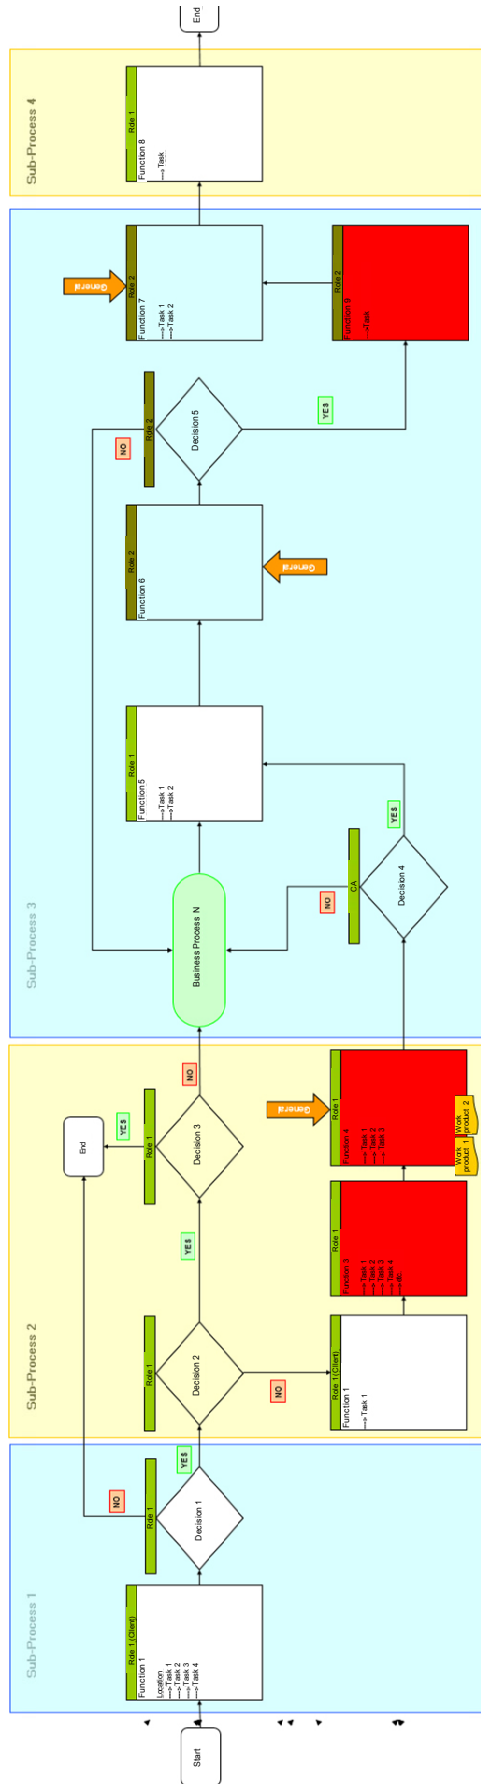 Start
Sub-Process 1
Role 1 (Client)
Function 1
Location
--->Task 1
--->Task 2
--->Task 3
--->Task 4
Role 1
Decision 1
NO
YES
Sub-Process 2
Role 1
Decision 2
YES
NO
Role 1 (Client)
Function 1
--->Task 1
Role 1
Function 3
--->Task 1
--->Task 2
--->Task 3
--->Task 4
--->etc.
Role 1
Decision 3
YES
NO
End
General
Role 1
Function 4
--->Task 1
--->Task 2
--->Task 3
Work
product 1
Work
product 2
Sub-Process 3
Business Process N
CA
Decision 4
NO
YES
Role 1
Function 5
--->Task 1
--->Task 2
Role 2
Function 6
General
Role 2
Decision 5
NO
YES
General
Role 2
Function 7
--->Task 1
--->Task 2
Role 2
Function 9
-->Task
Sub-Process 4
Role 1
Function 8
--->Task
End